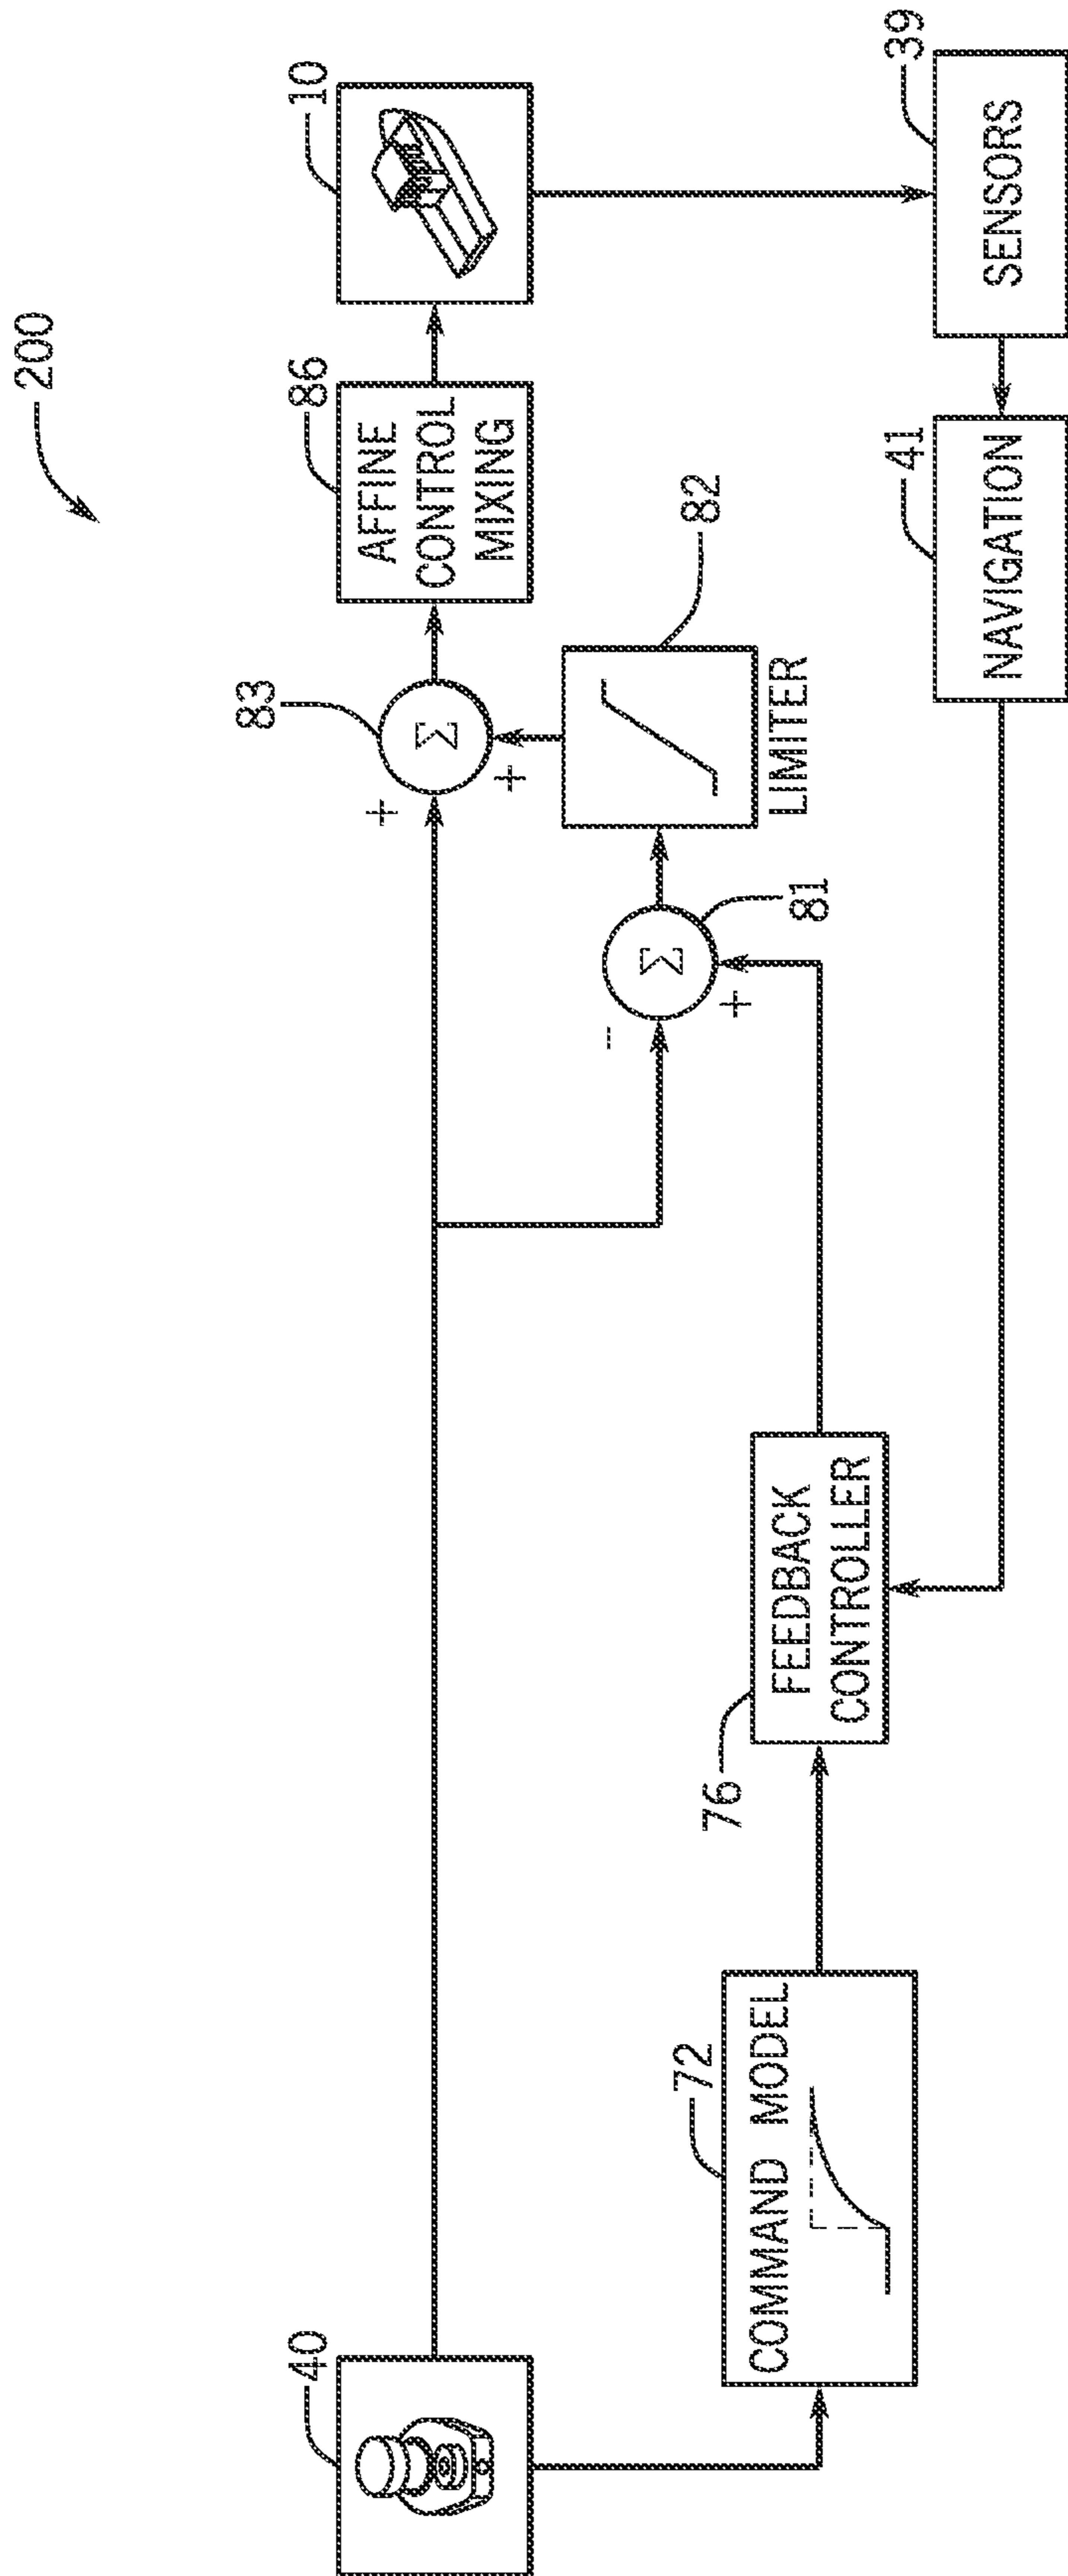 200
40
83
86
10
+
Σ
+
AFFINE
CONTROL
MIXING
-
Σ
+
81
LIMITER
82
72
COMMAND MODEL
76
FEEDBACK
CONTROLLER
41
NAVIGATION
39
SENSORS